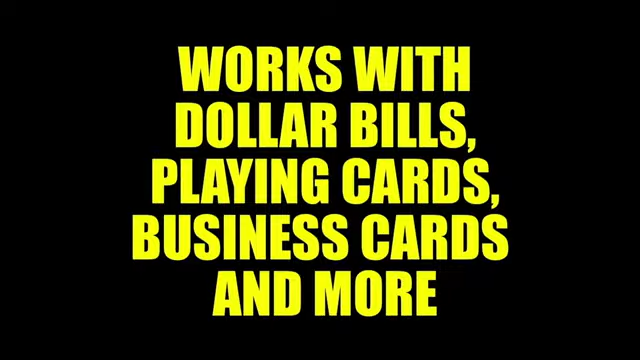 WORKS WITH
DOLLAR BILLS,
PLAYING CARDS,
BUSINESS CARDS
AND MORE